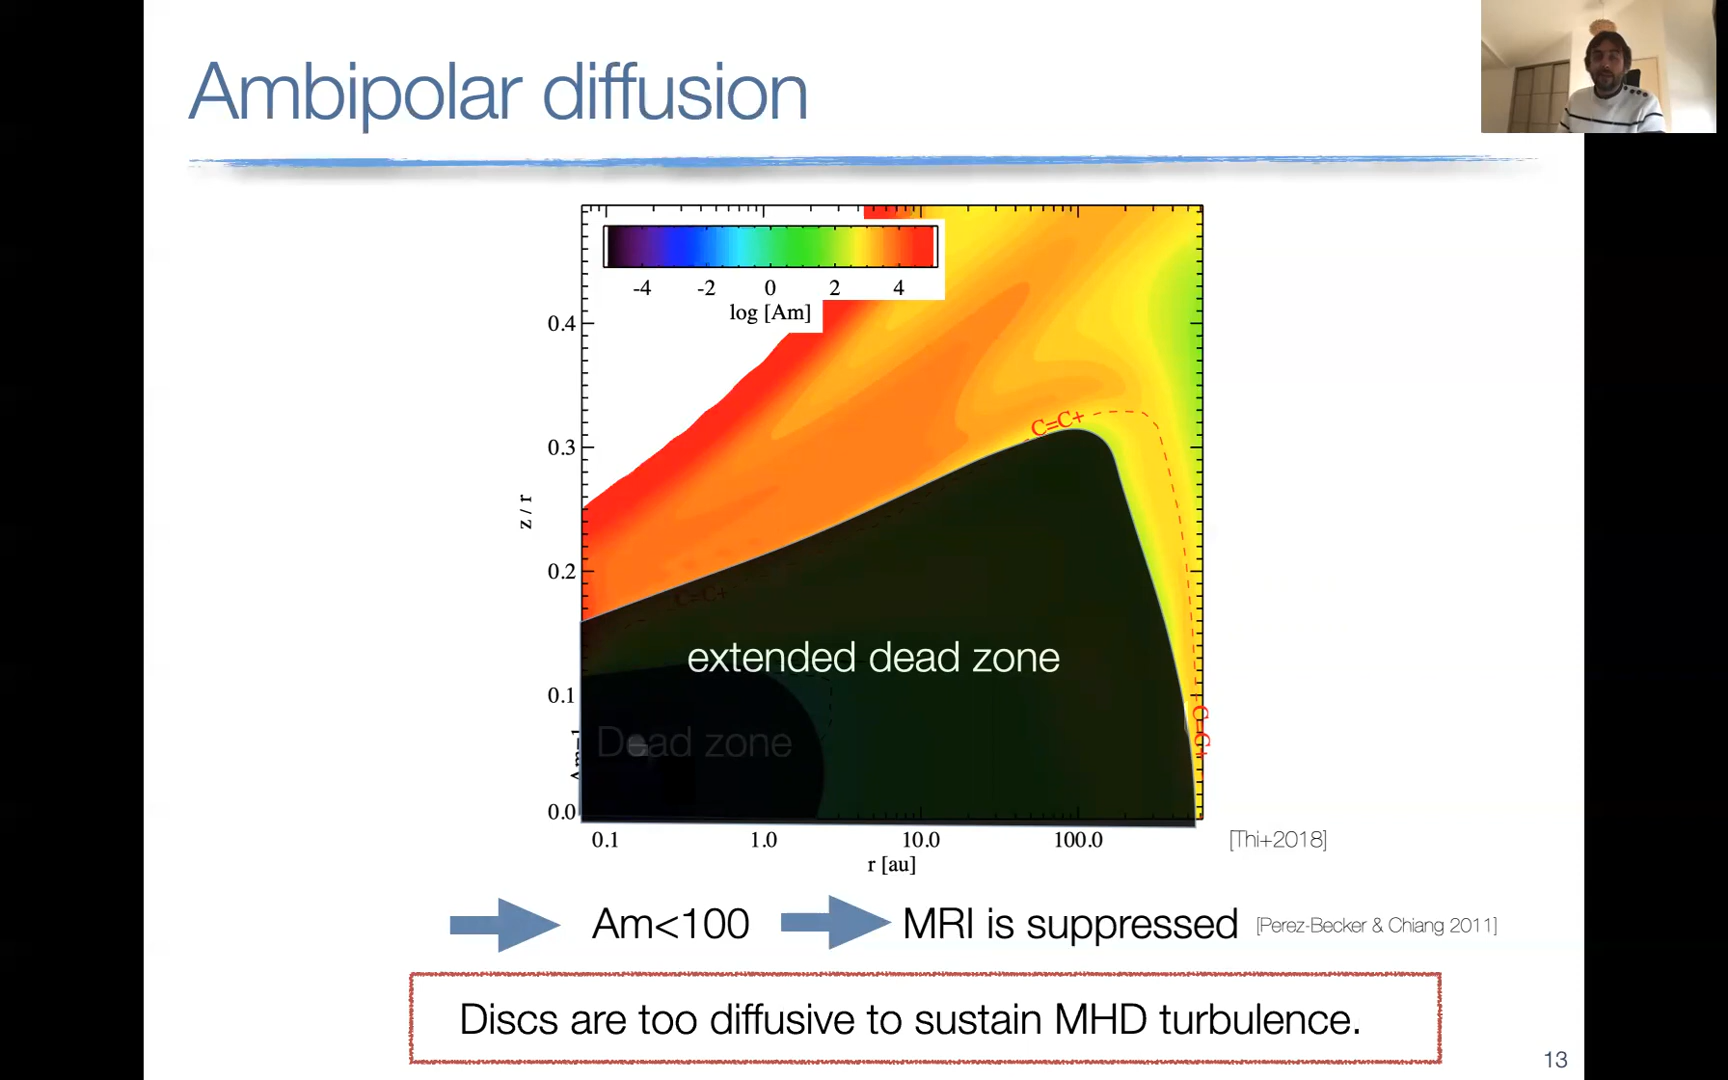 Ambipolar diffusion
-4 -2 0 2 4
log [Am]
0.4
0.3
0.2
0.1
0.0
z / r
C=C+
C=C+
C=C+
Am=1
extended dead zone
Dead zone
0.1 1.0 10.0 100.0
r [au]
[Thi+2018]
Am<100 MRI is suppressed [Perez-Becker & Chiang 2011]
Discs are too diffusive to sustain MHD turbulence.
13